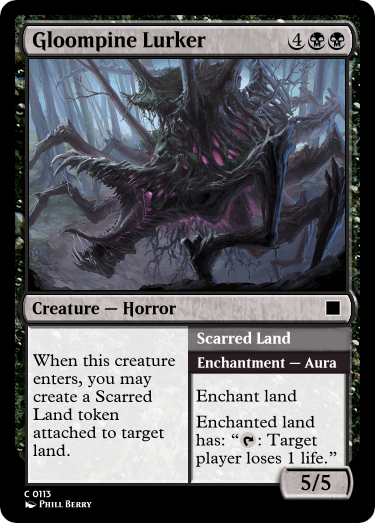 Gloompine Lurker 4
Creature — Horror
When this creature
enters, you may
create a Scarred
Land token
attached to target
land.
Scarred Land
Enchantment — Aura
Enchant land
Enchanted land
has: “: Target
player loses 1 life.”
5/5
C 0113
Phill Berry